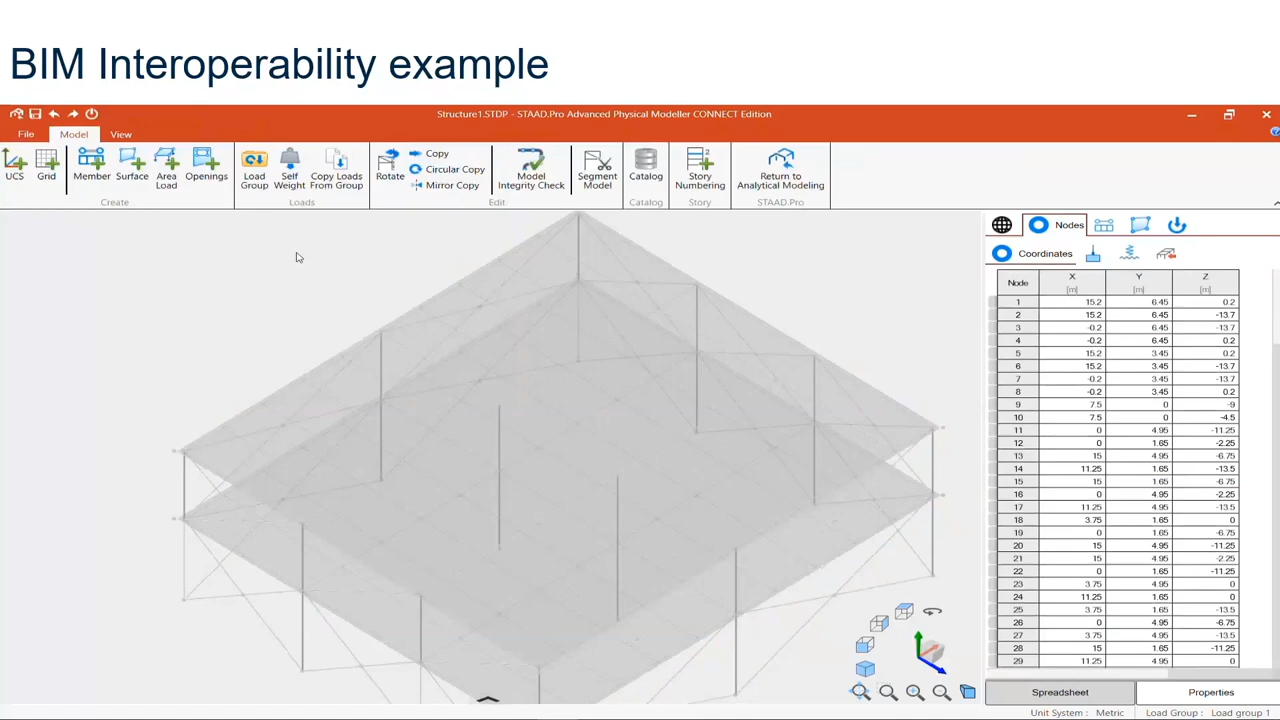 BIM Interoperability example
Structure1.STDP - STAAD.Pro Advanced Physical Modeller CONNECT Edition
File Model View
UCS Grid Member Surface Area Load Openings
Create
Load Group Self Weight Copy Loads From Group
Loads
Rotate Copy Circular Copy Mirror Copy Model Integrity Check Segment Model
Edit
Catalog
Catalog
Story Numbering
Story
Return to Analytical Modeling
STAAD.Pro
Nodes
Coordinates
Node X [m] Y [m] Z [m]
1 15.2 6.45 0.2
2 15.2 6.45 -13.7
3 -0.2 6.45 -13.7
4 -0.2 6.45 0.2
5 15.2 3.45 0.2
6 15.2 3.45 -13.7
7 -0.2 3.45 -13.7
8 -0.2 3.45 0.2
9 7.5 0 -9
10 7.5 0 -4.5
11 0 4.95 -11.25
12 0 1.65 -2.25
13 15 4.95 -6.75
14 11.25 1.65 -13.5
15 15 1.65 -6.75
16 0 4.95 -2.25
17 11.25 4.95 -13.5
18 3.75 1.65 0
19 0 1.65 -6.75
20 15 4.95 -11.25
21 15 4.95 -2.25
22 0 1.65 -11.25
23 3.75 4.95 0
24 11.25 1.65 0
25 3.75 1.65 -13.5
26 0 4.95 -6.75
27 3.75 4.95 -13.5
28 15 1.65 -11.25
29 11.25 4.95 0
Spreadsheet Properties
Unit System : Metric Load Group : Load group 1